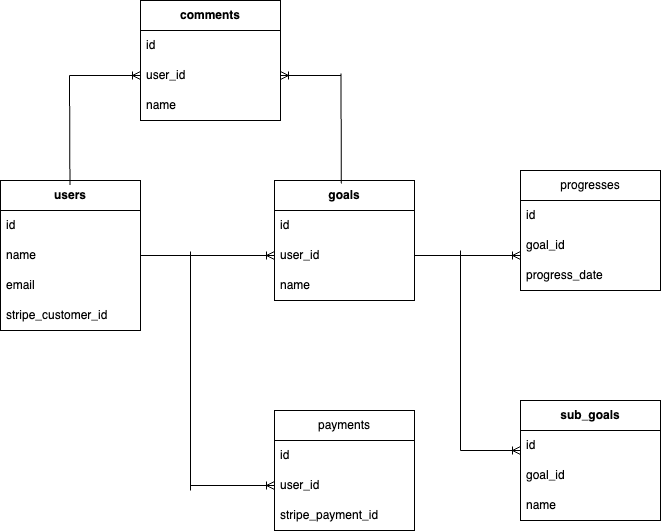 comments
id
user_id
name
users
id
name
email
stripe_customer_id
goals
id
user_id
name
progresses
id
goal_id
progress_date
payments
id
user_id
stripe_payment_id
sub_goals
id
goal_id
name